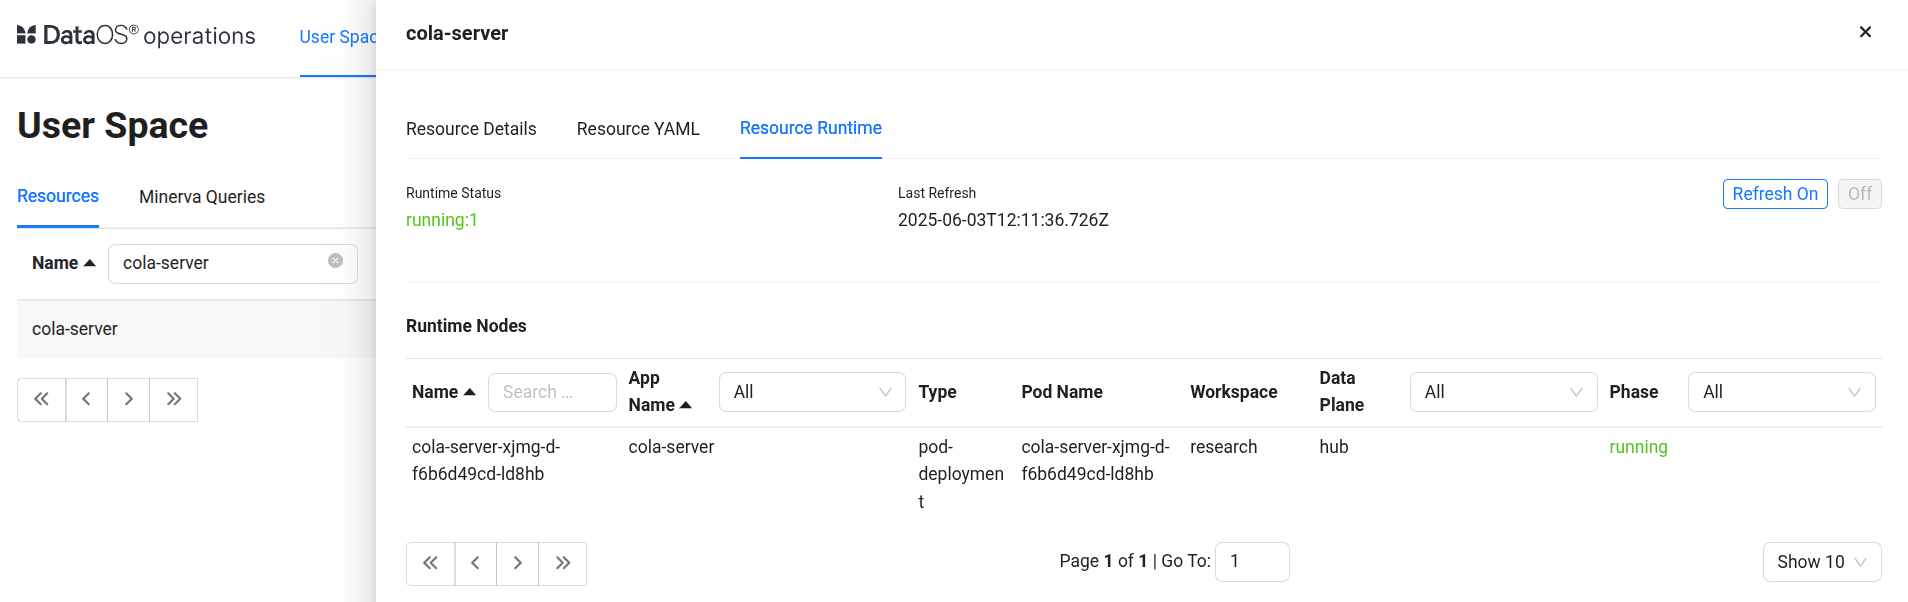 DataOS® operations
User Spac
User Space
Resources
Minerva Queries
Name
cola-server
cola-server
cola-server
Resource Details
Resource YAML
Resource Runtime
Runtime Status
running:1
Last Refresh
2025-06-03T12:11:36.726Z
Refresh On
Off
Runtime Nodes
Name
Search ...
App
Name
All
Type
Pod Name
Workspace
Data
Plane
All
Phase
All
cola-server-xjmg-d-
f6b6d49cd-ld8hb
cola-server
pod-
deploymen
t
cola-server-xjmg-d-
f6b6d49cd-ld8hb
research
hub
running
Page 1 of 1 | Go To: 1
Show 10